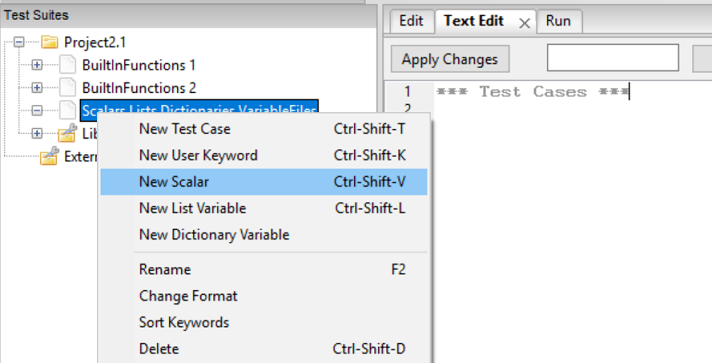 Test Suites
Project2.1
BuiltInFunctions 1
BuiltInFunctions 2
Scalars Lists Dictionaries VariableFiles
Lib
Extern
New Test Case Ctrl-Shift-T
New User Keyword Ctrl-Shift-K
New Scalar Ctrl-Shift-V
New List Variable Ctrl-Shift-L
New Dictionary Variable
Rename F2
Change Format
Sort Keywords
Delete Ctrl-Shift-D
Edit Text Edit Run
Apply Changes
1 *** Test Cases ***
2